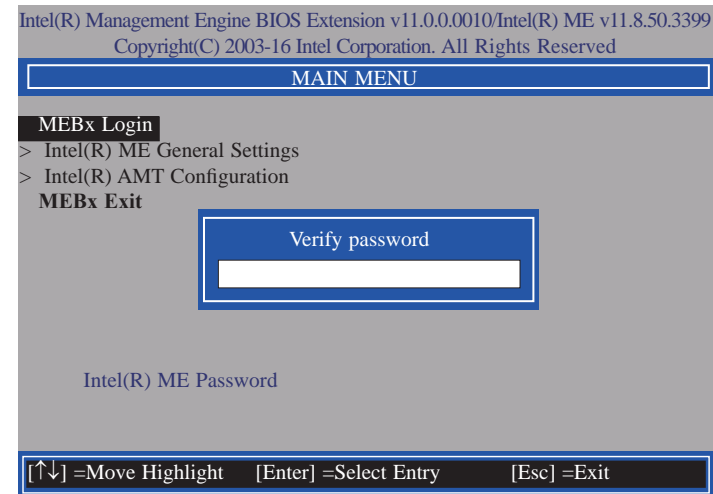 Intel(R) Management Engine BIOS Extension v11.0.0.0010/Intel(R) ME v11.8.50.3399
Copyright(C) 2003-16 Intel Corporation. All Rights Reserved
MAIN MENU
MEBx Login
> Intel(R) ME General Settings
> Intel(R) AMT Configuration
MEBx Exit
Verify password
Intel(R) ME Password
[↑↓] =Move Highlight [Enter] =Select Entry [Esc] =Exit